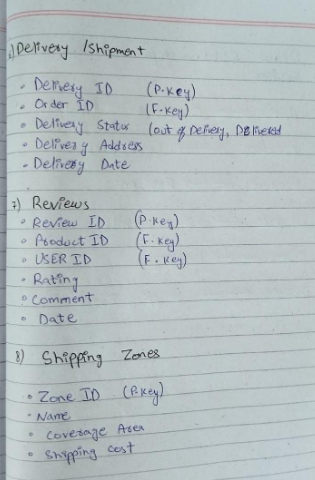 6) Delivery /Shipment
• Delivery ID (P.Key)
• Order ID (F.Key)
• Delivery Status (out of Delivery, Delivered
• Delivery Address
• Delivery Date
7) Reviews
• Review ID (P.Key)
• Product ID (F.Key)
• USER ID (F.Key)
• Rating
• Comment
• Date
8) Shipping Zones
• Zone ID (P.Key)
• Name
• Coverage Area
• Shipping cost